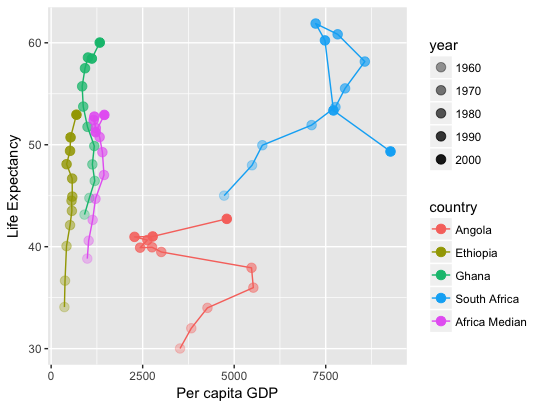 Life Expectancy
60
50
40
30
0
2500
5000
7500
Per capita GDP
year
1960
1970
1980
1990
2000
country
Angola
Ethiopia
Ghana
South Africa
Africa Median